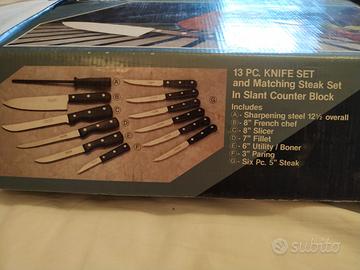 13 PC. KNIFE SET
and Matching Steak Set
In Slant Counter Block
Includes
A - Sharpening steel 12½ overall
B - 8" French chef
C - 8" Slicer
D - 7" Fillet
E - 6" Utility / Boner
F - 3" Paring
G - Six Pc. 5" Steak
A
B
C
D
E
F
G
subito